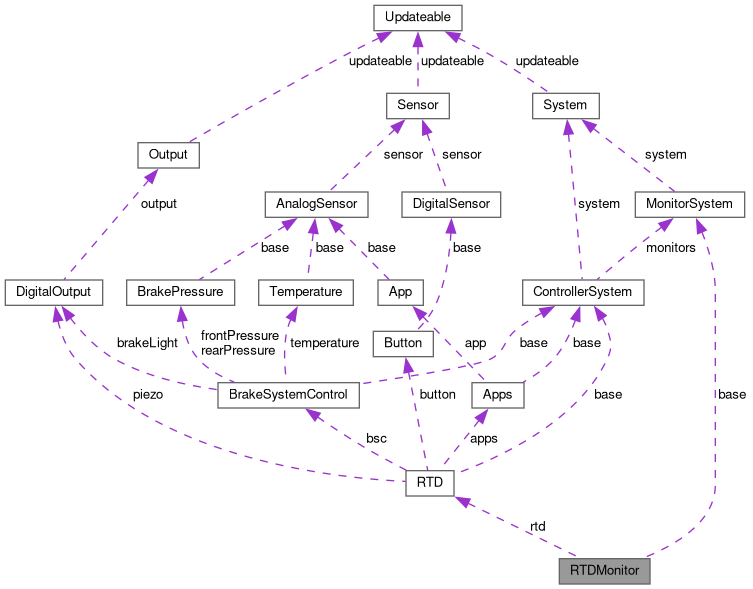 Updateable
updateable
updateable
updateable
Sensor
System
Output
sensor
sensor
system
output
AnalogSensor
DigitalSensor
system
MonitorSystem
base
base
base
base
monitors
DigitalOutput
BrakePressure
Temperature
App
ControllerSystem
brakeLight
frontPressure
rearPressure
temperature
Button
app
base
base
piezo
BrakeSystemControl
button
Apps
base
base
bsc
apps
RTD
rtd
RTDMonitor